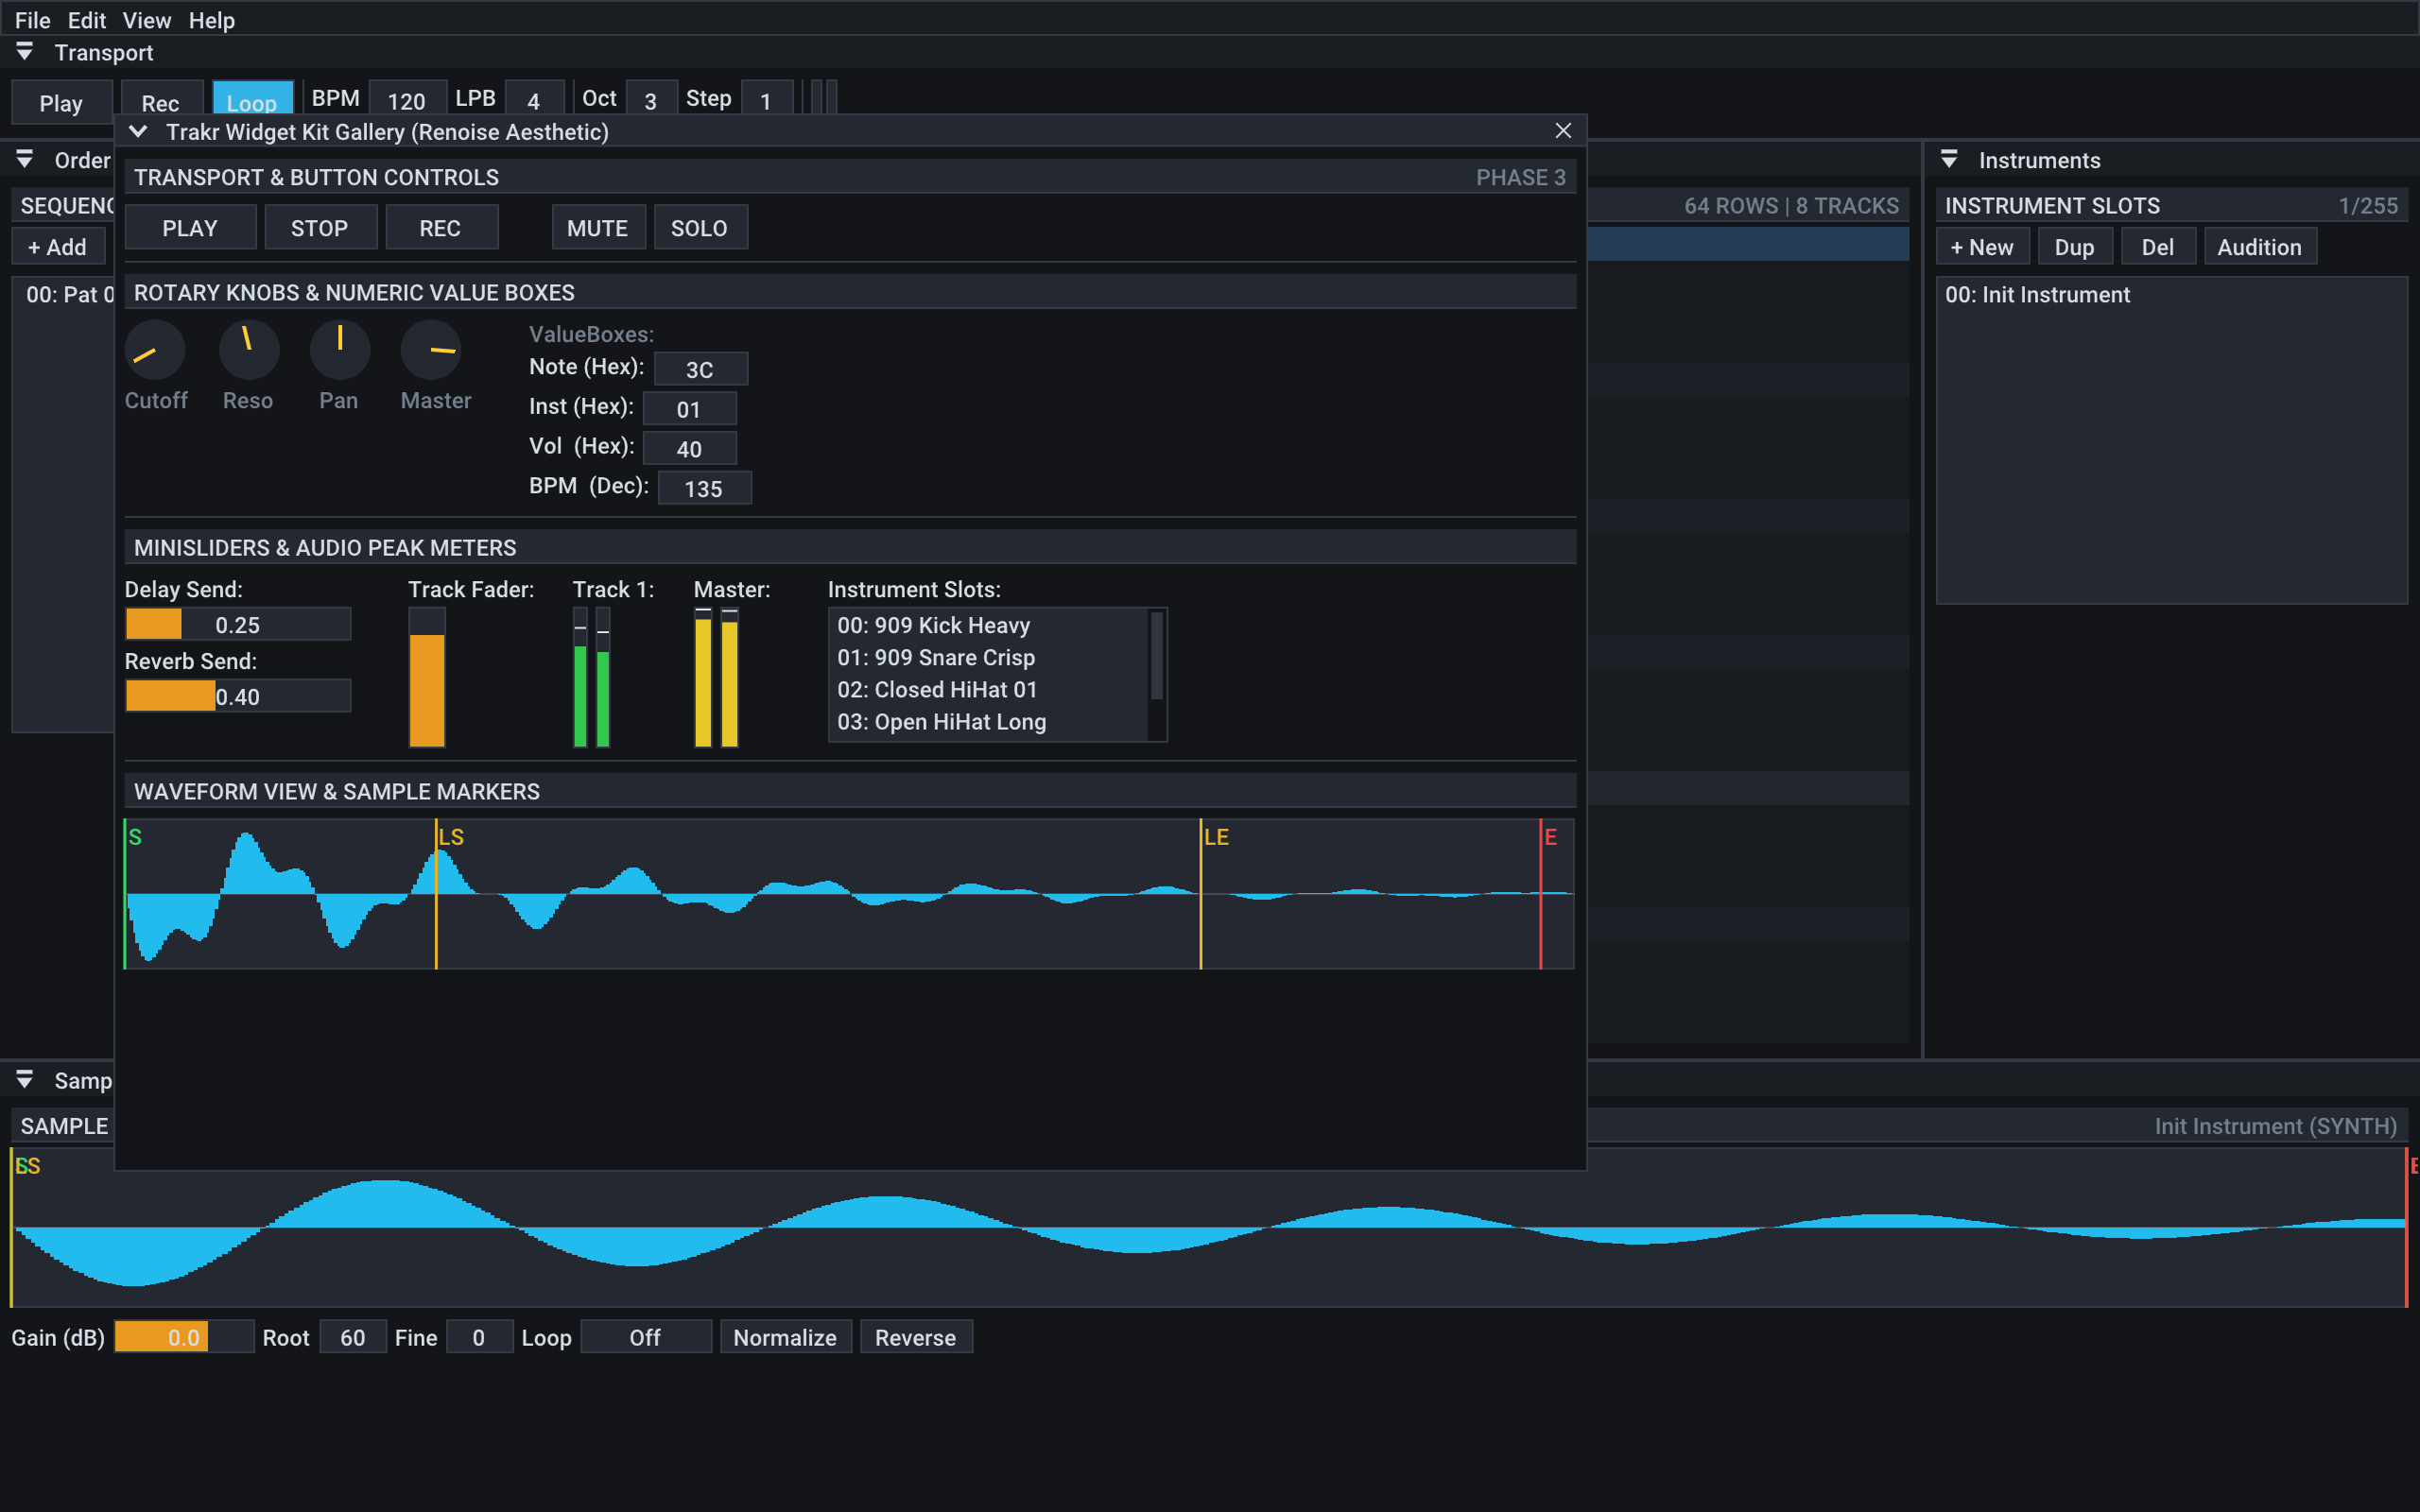 File Edit View Help
Transport
Play Rec Loop BPM 120 LPB 4 Oct 3 Step 1
Trakr Widget Kit Gallery (Renoise Aesthetic)
TRANSPORT & BUTTON CONTROLS PHASE 3
PLAY STOP REC MUTE SOLO
ROTARY KNOBS & NUMERIC VALUE BOXES
Cutoff Reso Pan Master
ValueBoxes:
Note (Hex): 3C
Inst (Hex): 01
Vol (Hex): 40
BPM (Dec): 135
MINISLIDERS & AUDIO PEAK METERS
Delay Send:
0.25
Reverb Send:
0.40
Track Fader:
Track 1:
Master:
Instrument Slots:
00: 909 Kick Heavy
01: 909 Snare Crisp
02: Closed HiHat 01
03: Open HiHat Long
WAVEFORM VIEW & SAMPLE MARKERS
S LS LE E
Order
SEQUENC
+ Add
00: Pat 0
64 ROWS | 8 TRACKS
Instruments
INSTRUMENT SLOTS 1/255
+ New Dup Del Audition
00: Init Instrument
Samp
SAMPLE Init Instrument (SYNTH)
Gain (dB) 0.0 Root 60 Fine 0 Loop Off Normalize Reverse